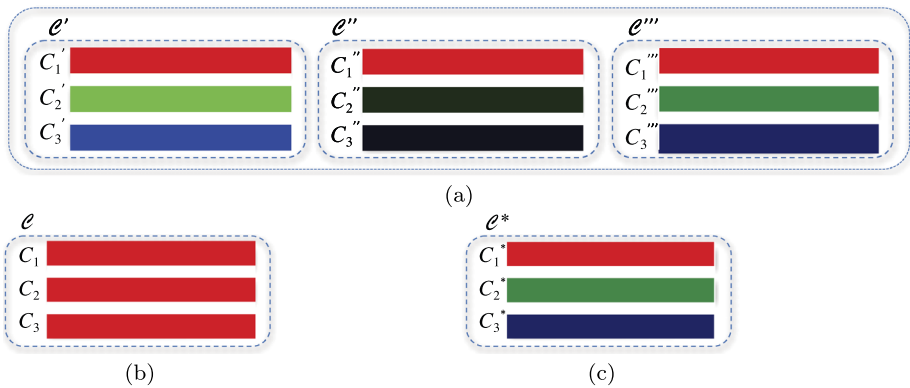 𝒞′ 𝒞″ 𝒞‴
C₁′ C₁″ C₁‴
C₂′ C₂″ C₂‴
C₃′ C₃″ C₃‴
(a)
𝒞 𝒞*
C₁ C₁*
C₂ C₂*
C₃ C₃*
(b) (c)